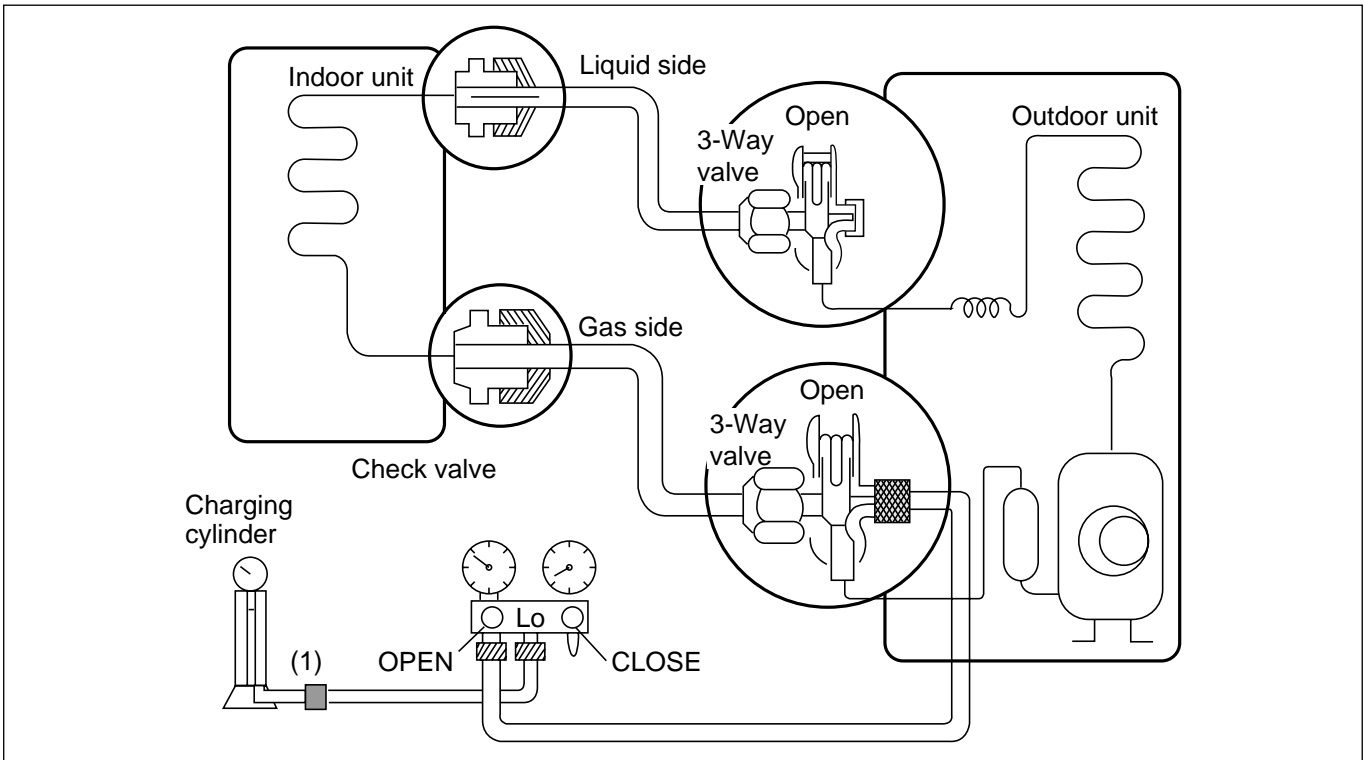 Indoor unit
Liquid side
Open
3-Way
valve
Outdoor unit
Gas side
Open
3-Way
valve
Check valve
Charging
cylinder
(1)
Lo
OPEN
CLOSE